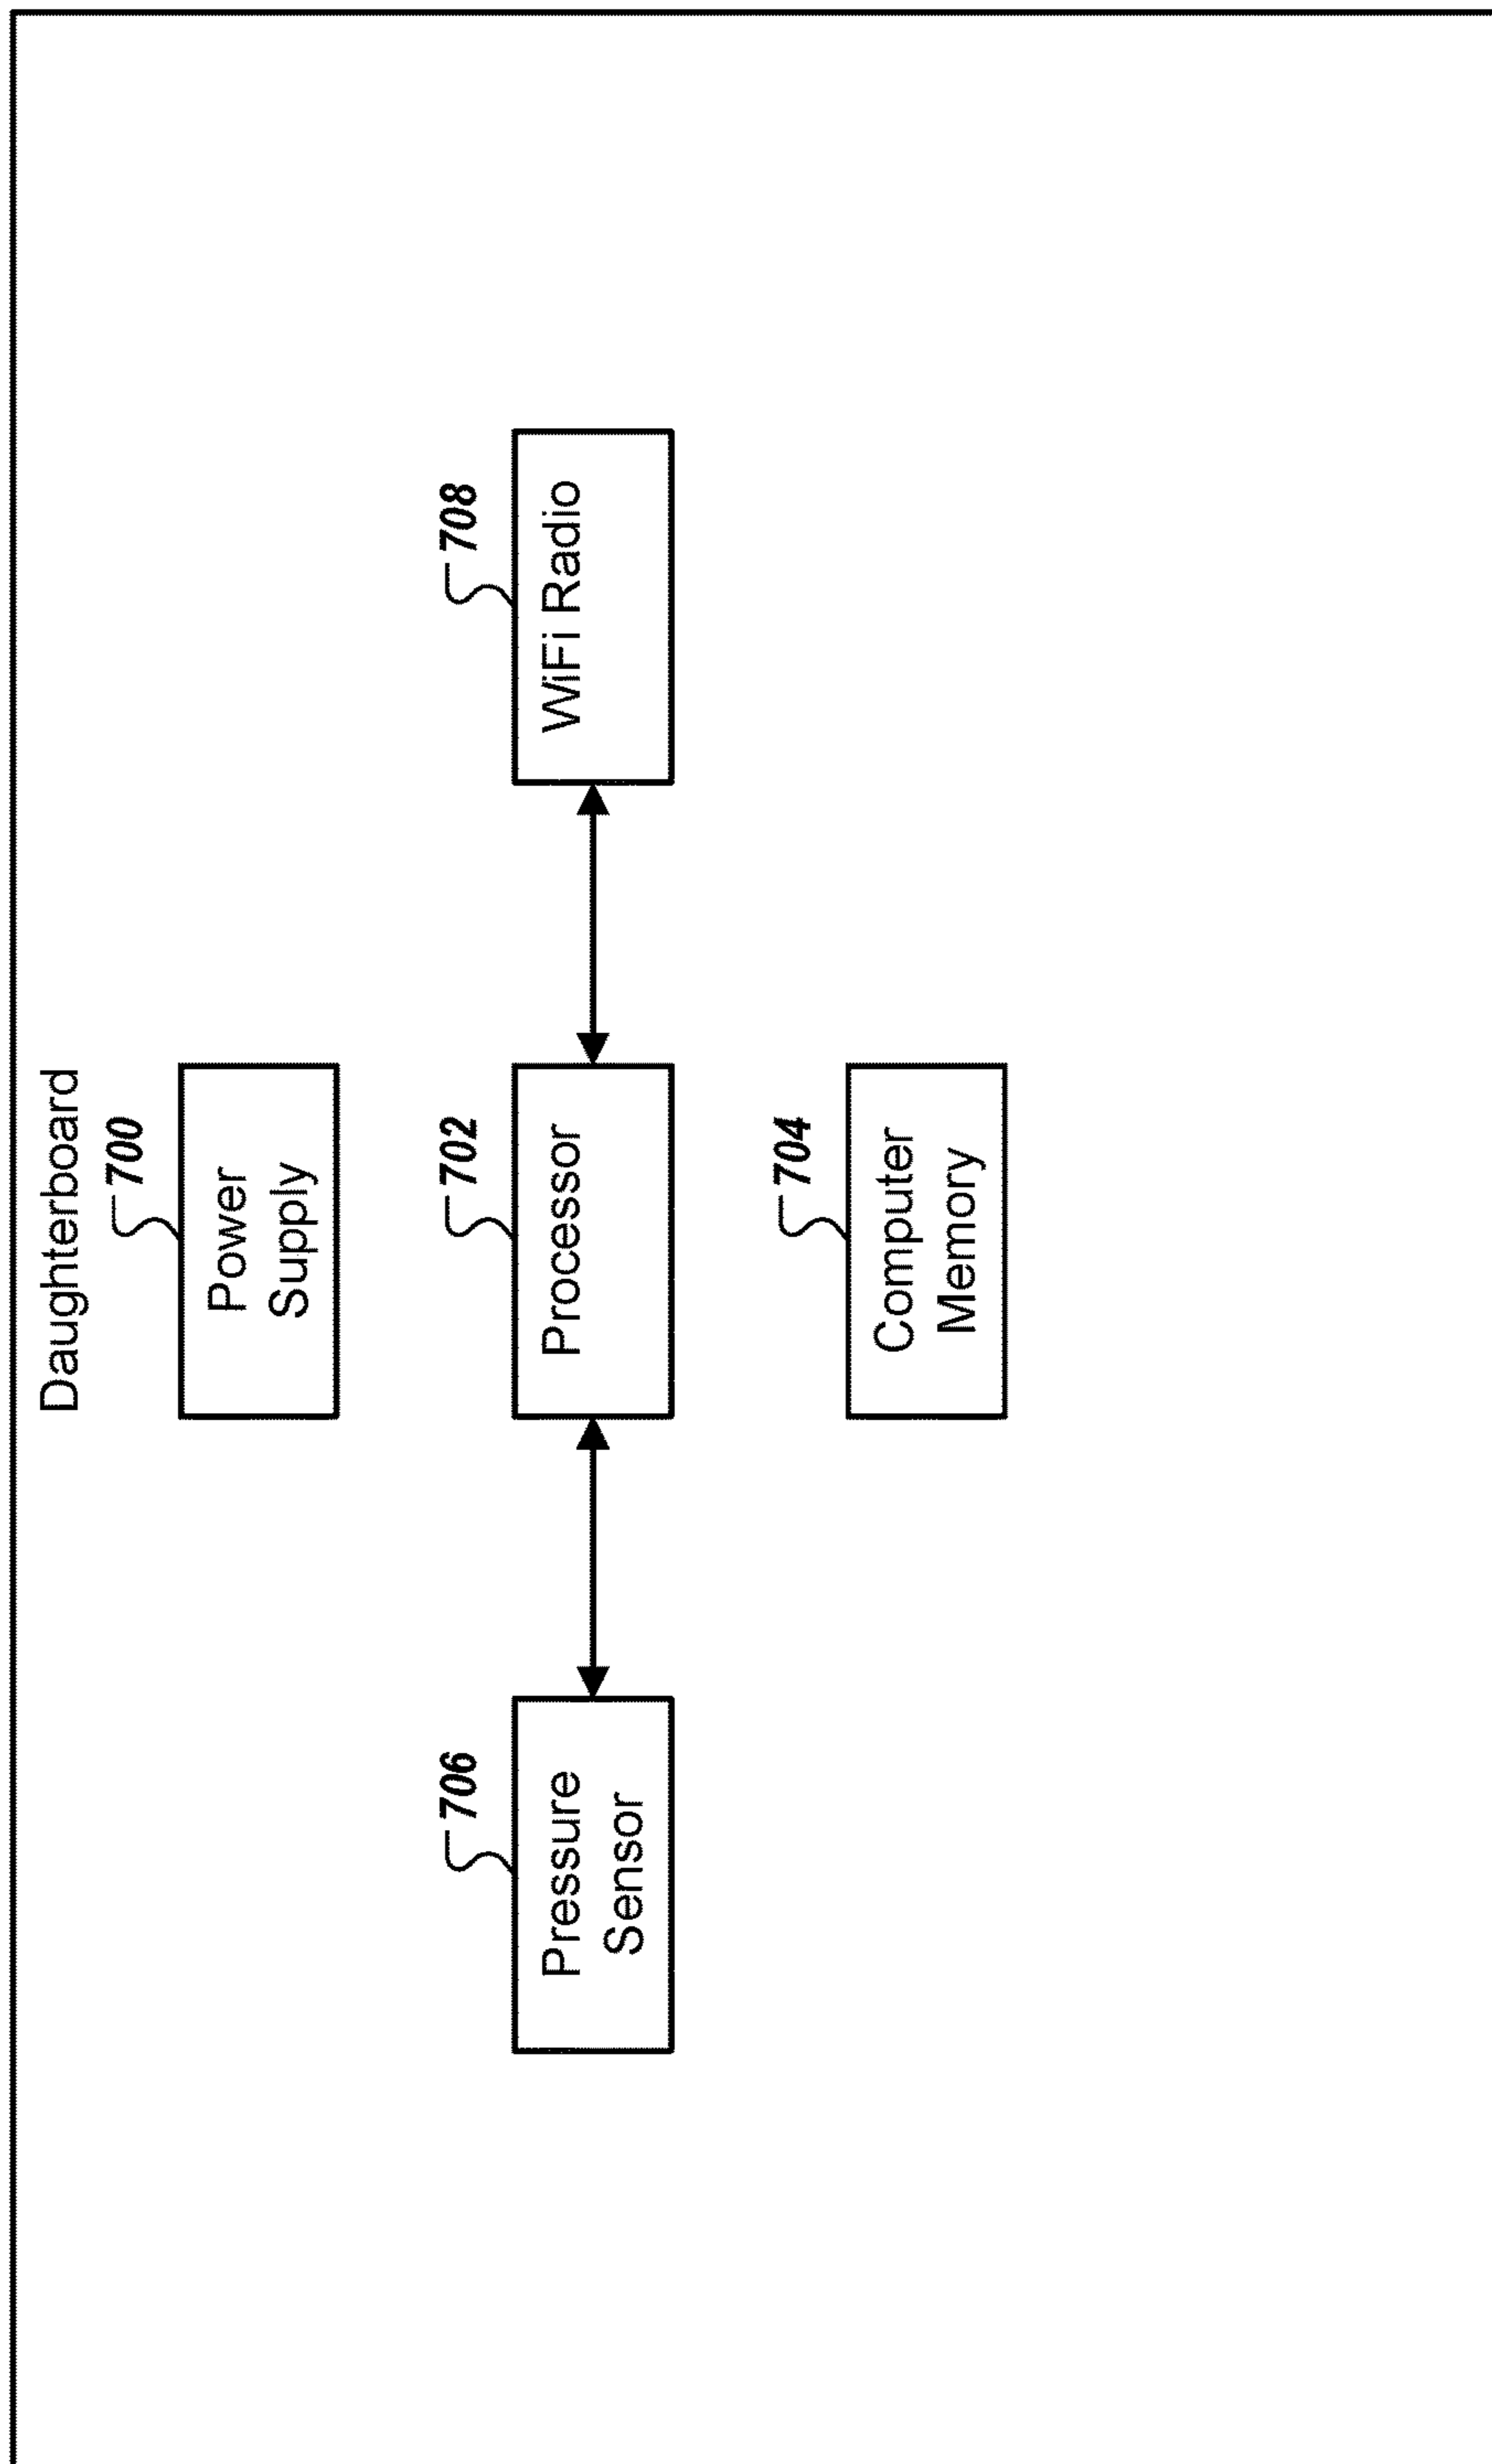 Daughterboard
700
Power
Supply
706
Pressure
Sensor
702
Processor
708
WiFi Radio
704
Computer
Memory